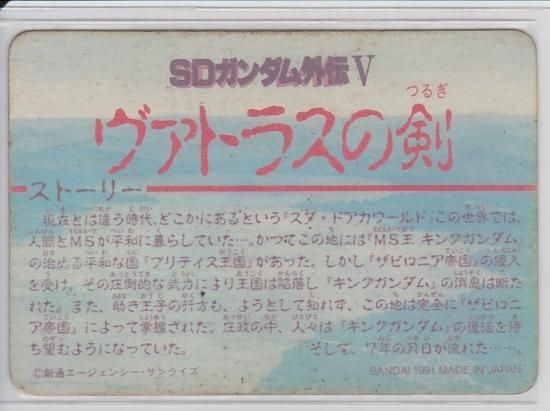 SDガンダム外伝Ⅴ
つるぎ
ヴァトラスの剣
ストーリー
現在とは違う時代、どこかにあるという『スダ・ドアカワールド』この世界では、
人間とMSが平和に暮らしていた…。かつてこの地には『MS王 キングガンダム』
の治める平和な国『ブリティス王国』があった。しかし『ザビロニア帝国』の侵入
を受け、その圧倒的な武力により王国は陥落し『キングガンダム』の消息は断た
れた。また、幼き王子の行方も、ようとして知れず、この地は完全に『ザビロニ
ア帝国』によって掌握された。圧政の中、人々は『キングガンダム』の復活を待
ち望むようになっていた。 そして、7年の月日が流れた……。
©創通エージェンシー・サンライズ BANDAI 1991 MADE IN JAPAN